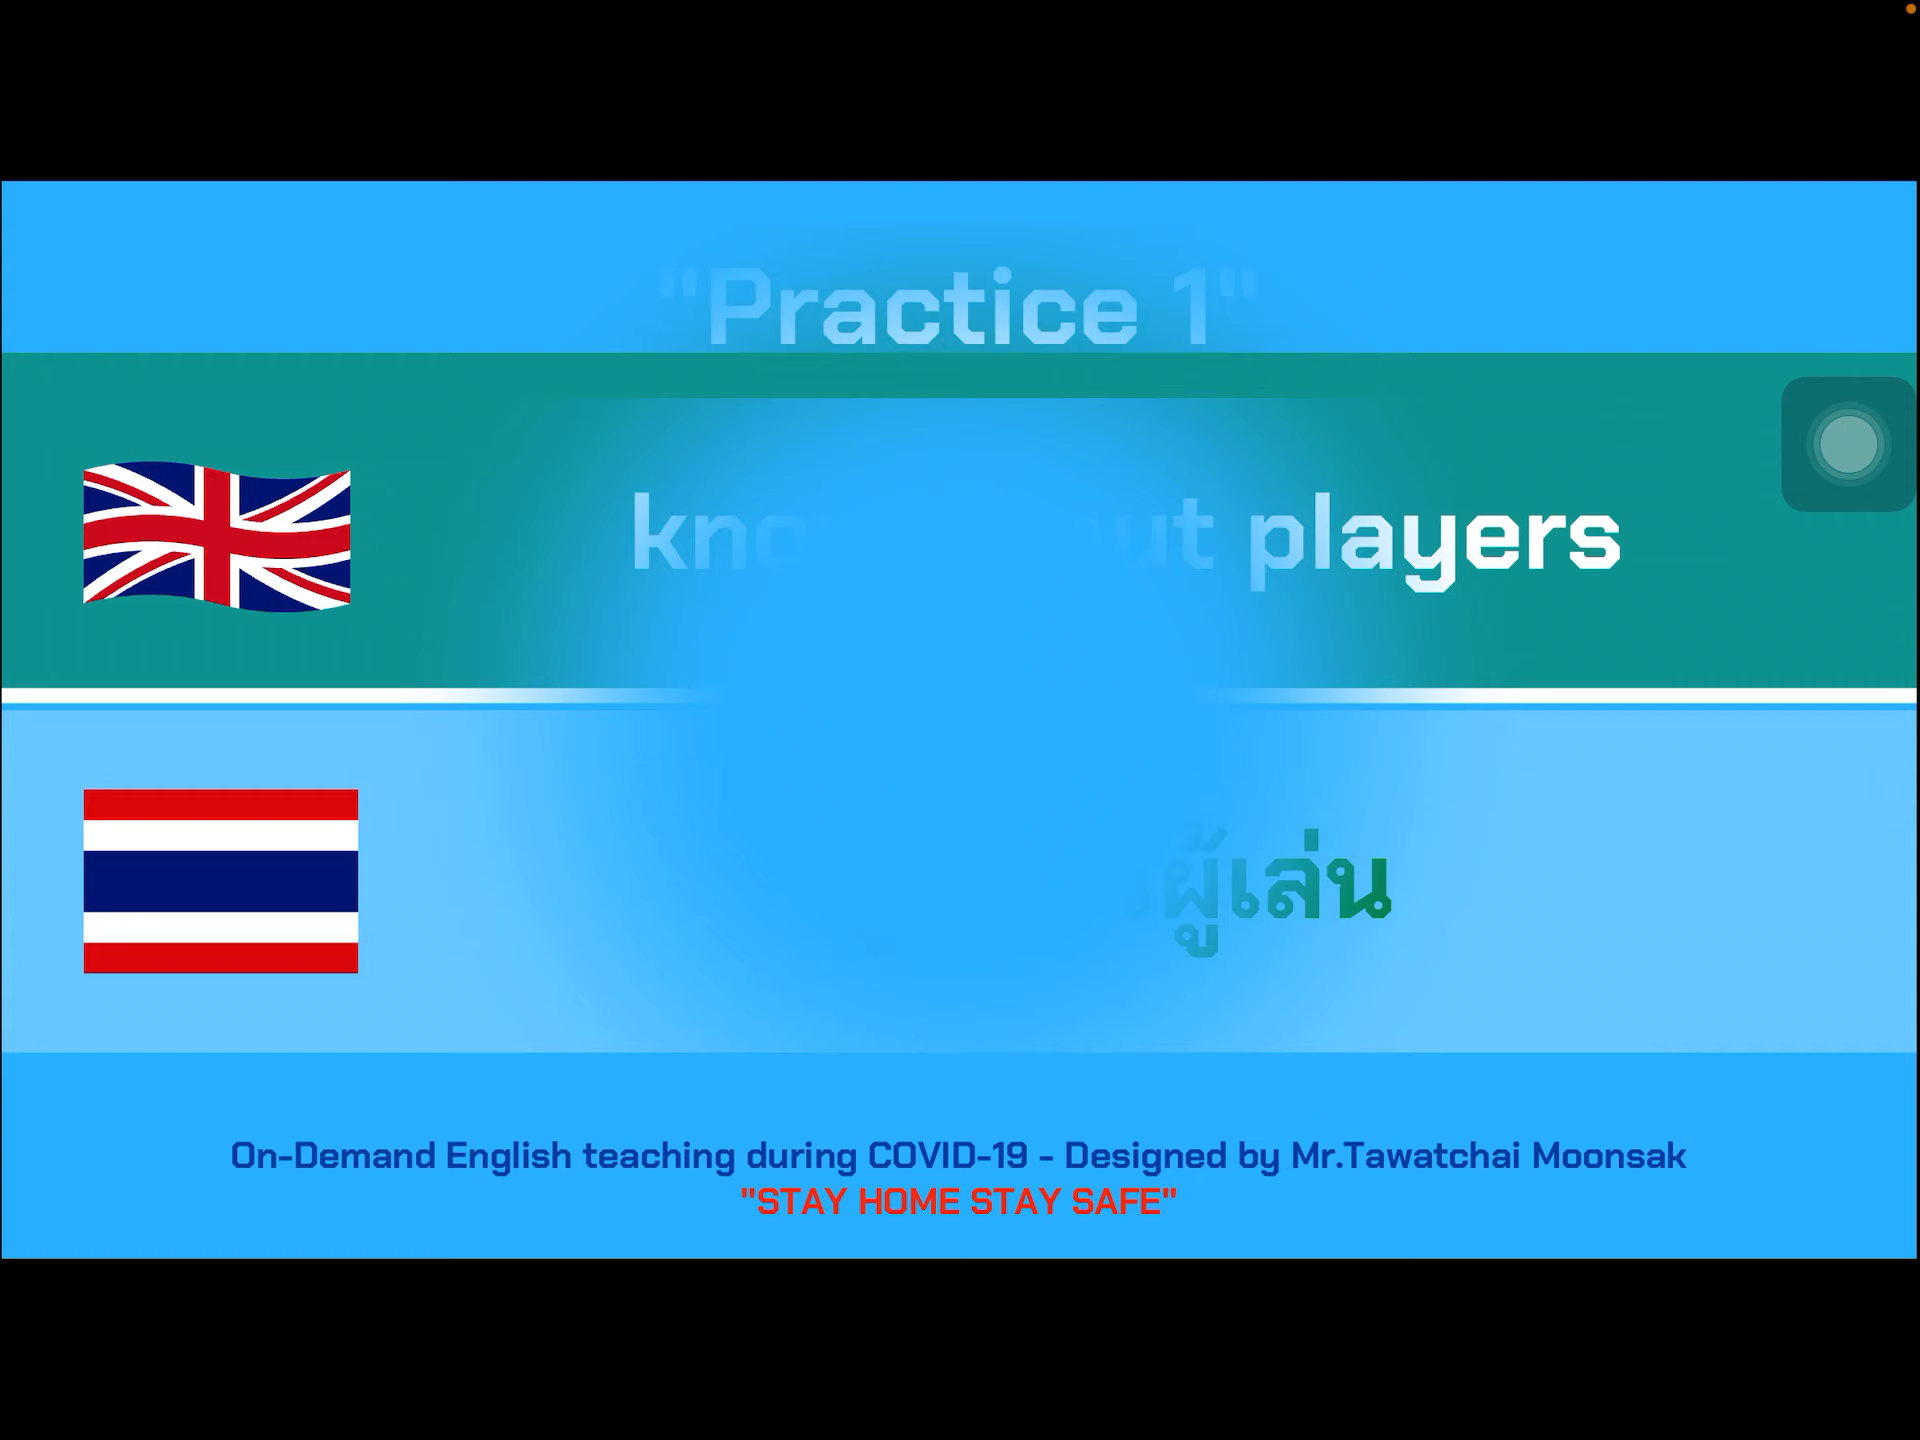 "Practice 1"
players
ผู้เล่น
On-Demand English teaching during COVID-19 - Designed by Mr.Tawatchai Moonsak
"STAY HOME STAY SAFE"